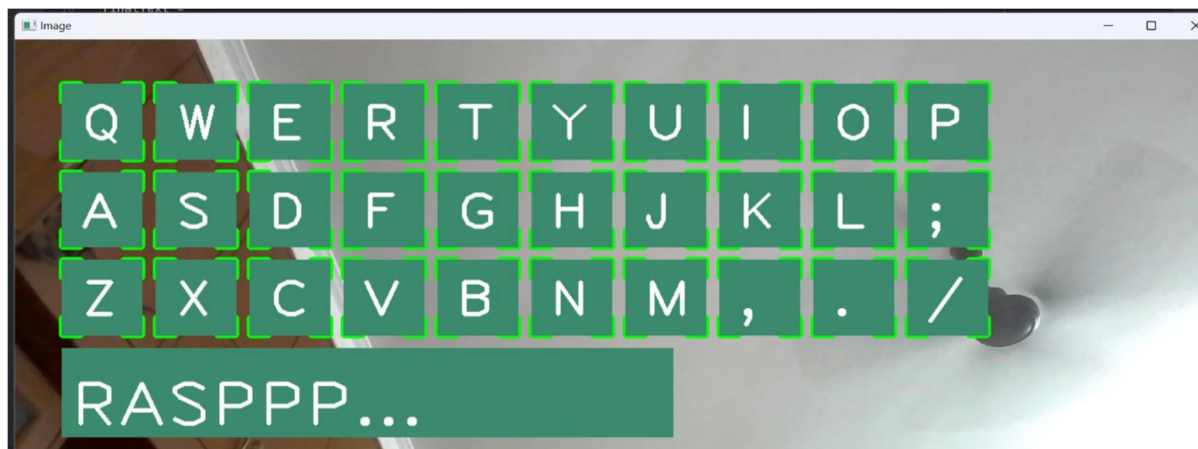 Image
Q W E R T Y U I O P
A S D F G H J K L ;
Z X C V B N M , . /
RASPPP...